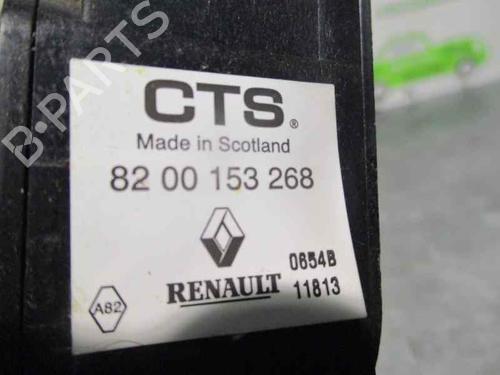 B-PARTS
CTS®
Made in Scotland
82 00 153 268
0654B
RENAULT 11813
A82